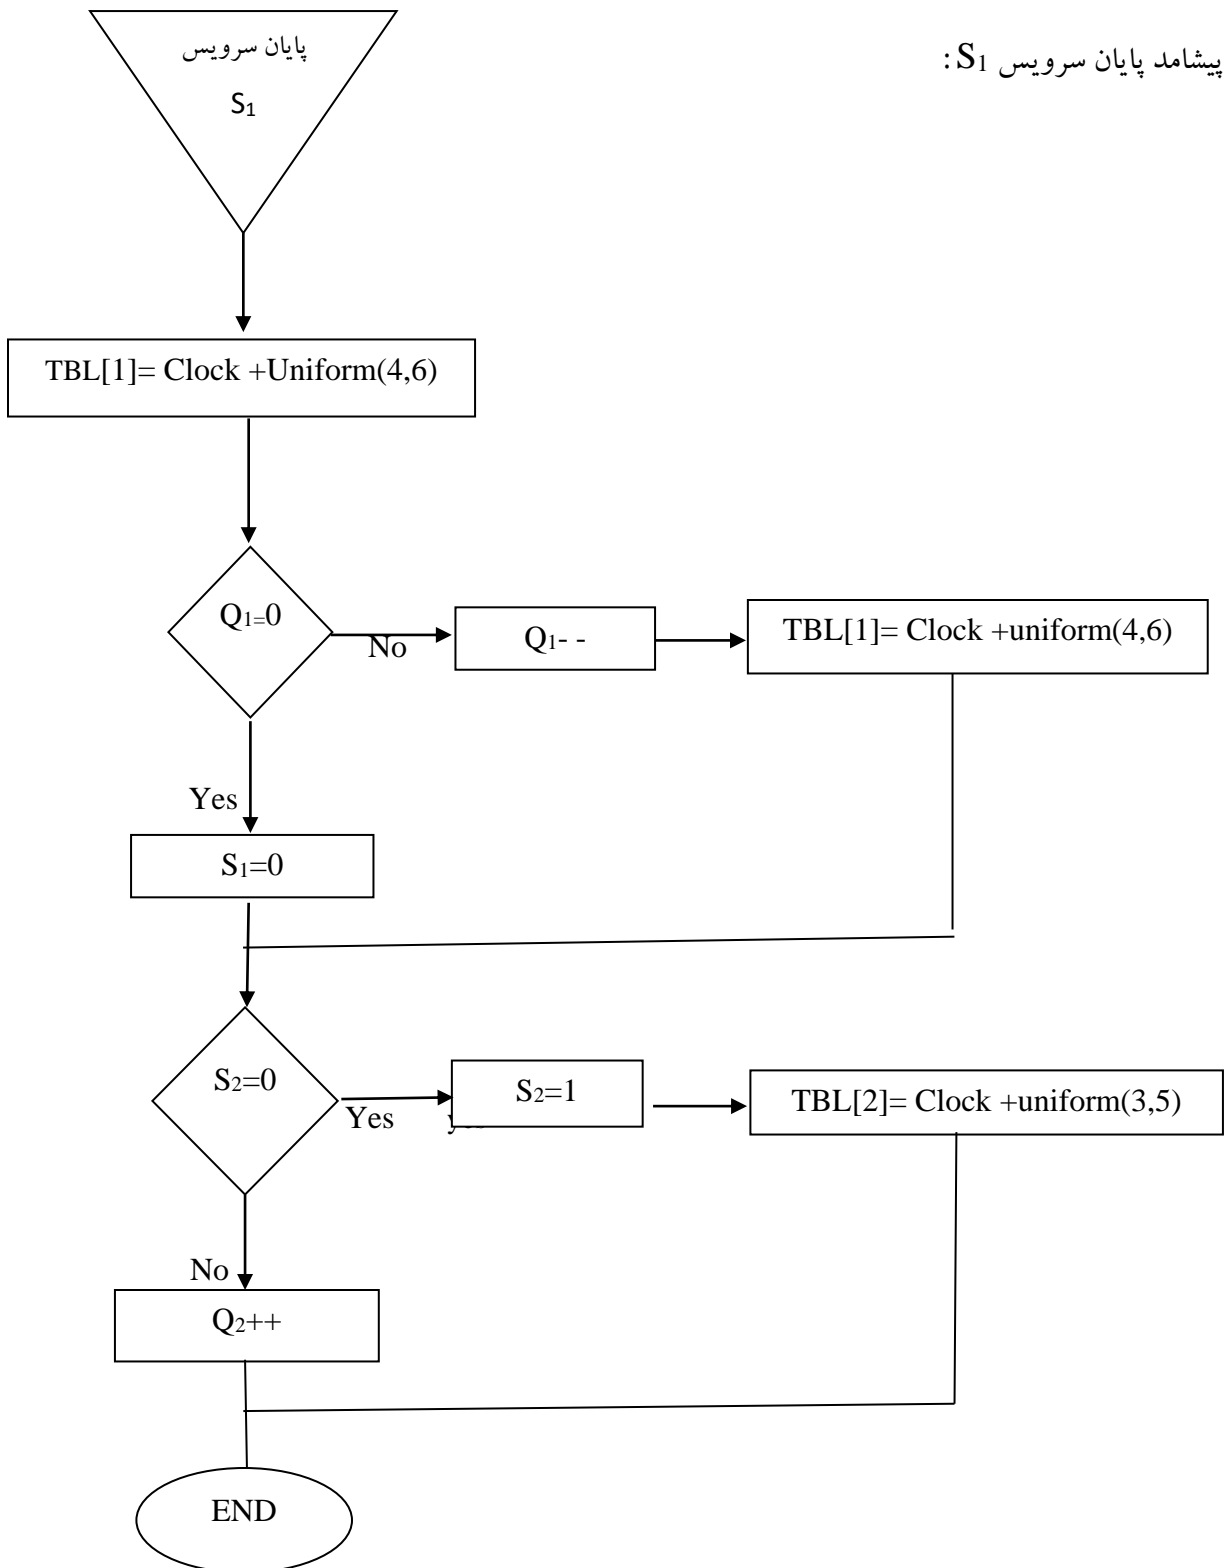 پیشامد پایان سرویس S1 :
پایان سرویس
S1
TBL[1]= Clock +Uniform(4,6)
Q1=0
No
Q1- -
TBL[1]= Clock +uniform(4,6)
Yes
S1=0
S2=0
Yes
S2=1
TBL[2]= Clock +uniform(3,5)
No
Q2++
END